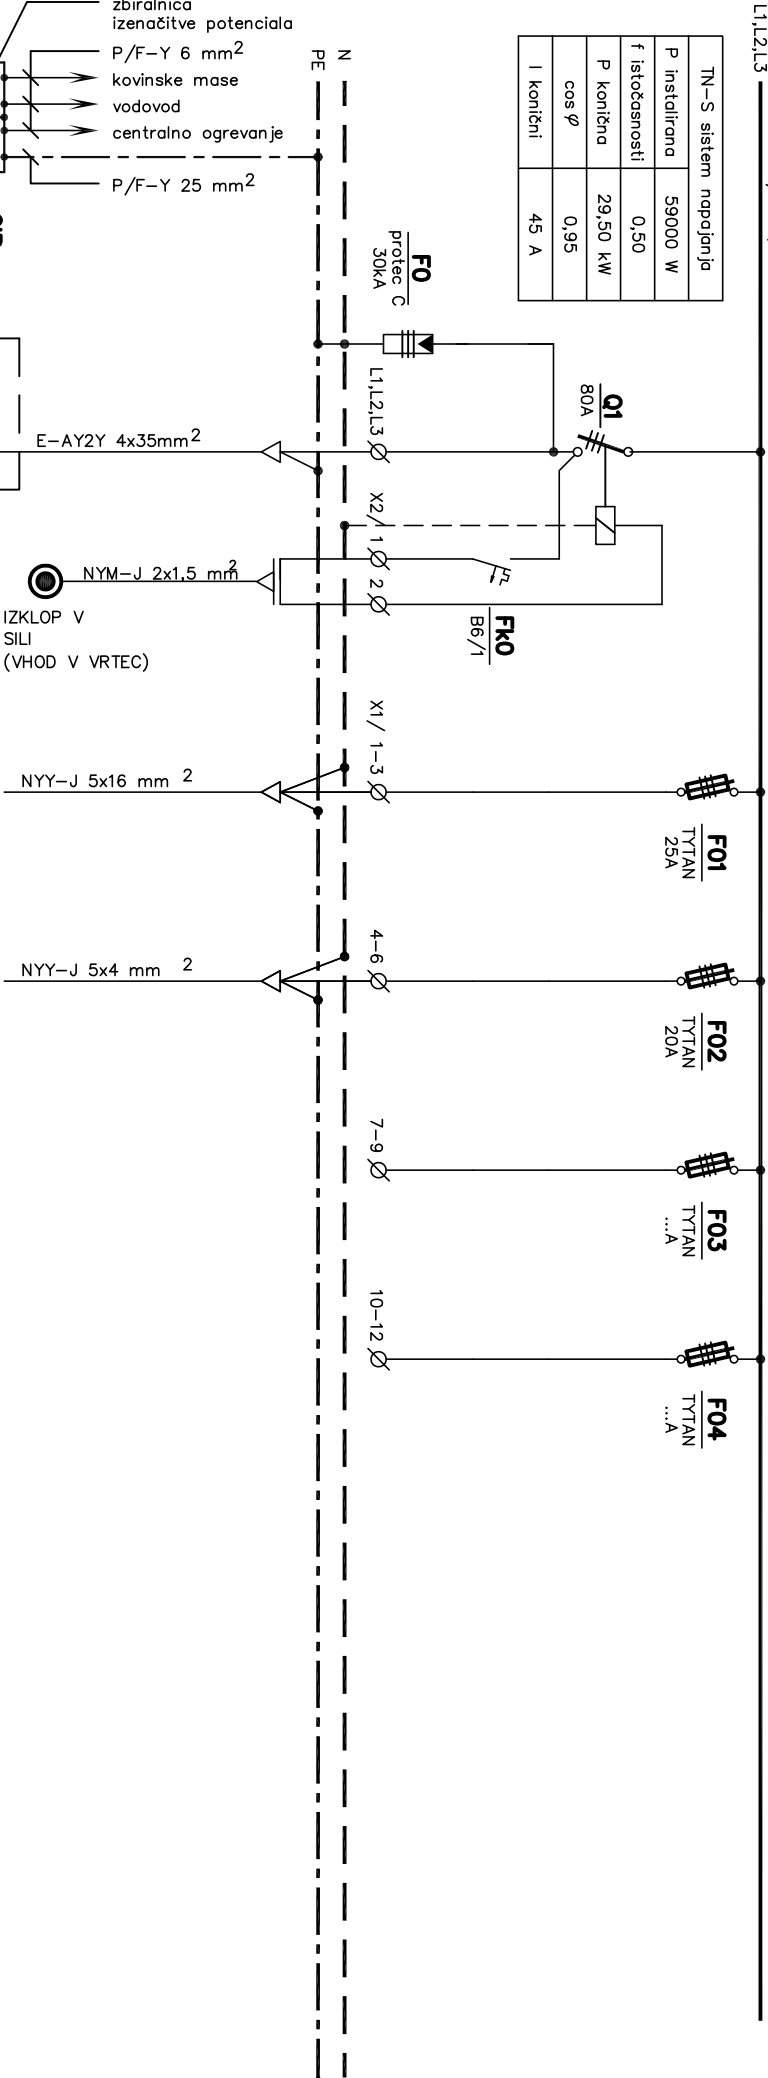 zbiralnica
izenačitve potenciala
P/F-Y 6 mm2
kovinske mase
vodovod
centralno ogrevanje
P/F-Y 25 mm2
PE
N
L1,L2,L3
TN-S sistem napajanja
P instalirana 59000 W
f istočasnosti 0,50
P konična 29,50 kW
cos φ 0,95
I konični 45 A
F0
protec C
30kA
Q1
80A
L1,L2,L3
E-AY2Y 4x35mm2
X2/ 1
2
NYM-J 2x1,5 mm2
IZKLOP V
SILI
(VHOD V VRTEC)
Fk0
B6/1
X1/ 1-3
NYY-J 5x16 mm 2
F01
TYTAN
25A
4-6
NYY-J 5x4 mm 2
F02
TYTAN
20A
7-9
F03
TYTAN
...A
10-12
F04
TYTAN
...A